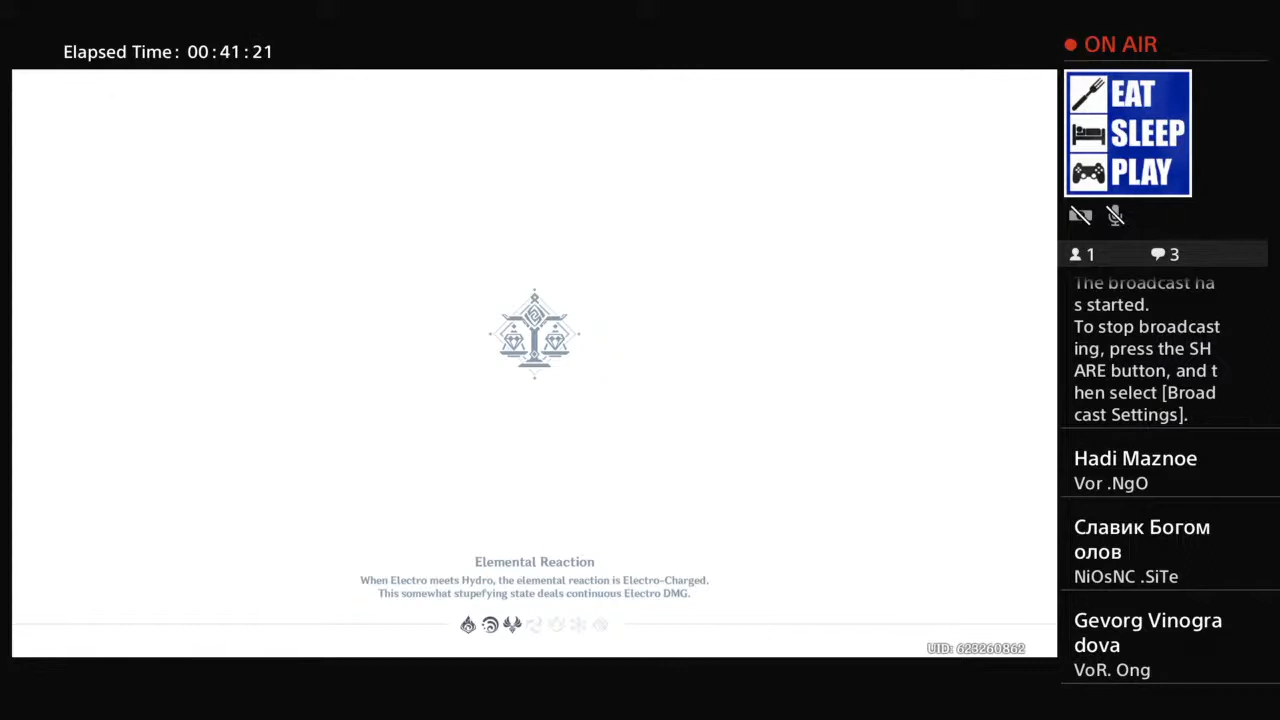 Elapsed Time: 00:41:21
ON AIR
EAT
SLEEP
PLAY
1
3
The broadcast ha
s started.
To stop broadcast
ing, press the SH
ARE button, and t
hen select [Broad
cast Settings].
Hadi Maznoe
Vor .NgO
Славик Богом
олов
NiOsNC .SiTe
Gevorg Vinogra
dova
VoR. Ong
Elemental Reaction
When Electro meets Hydro, the elemental reaction is Electro-Charged.
This somewhat stupefying state deals continuous Electro DMG.
UID: 623260862